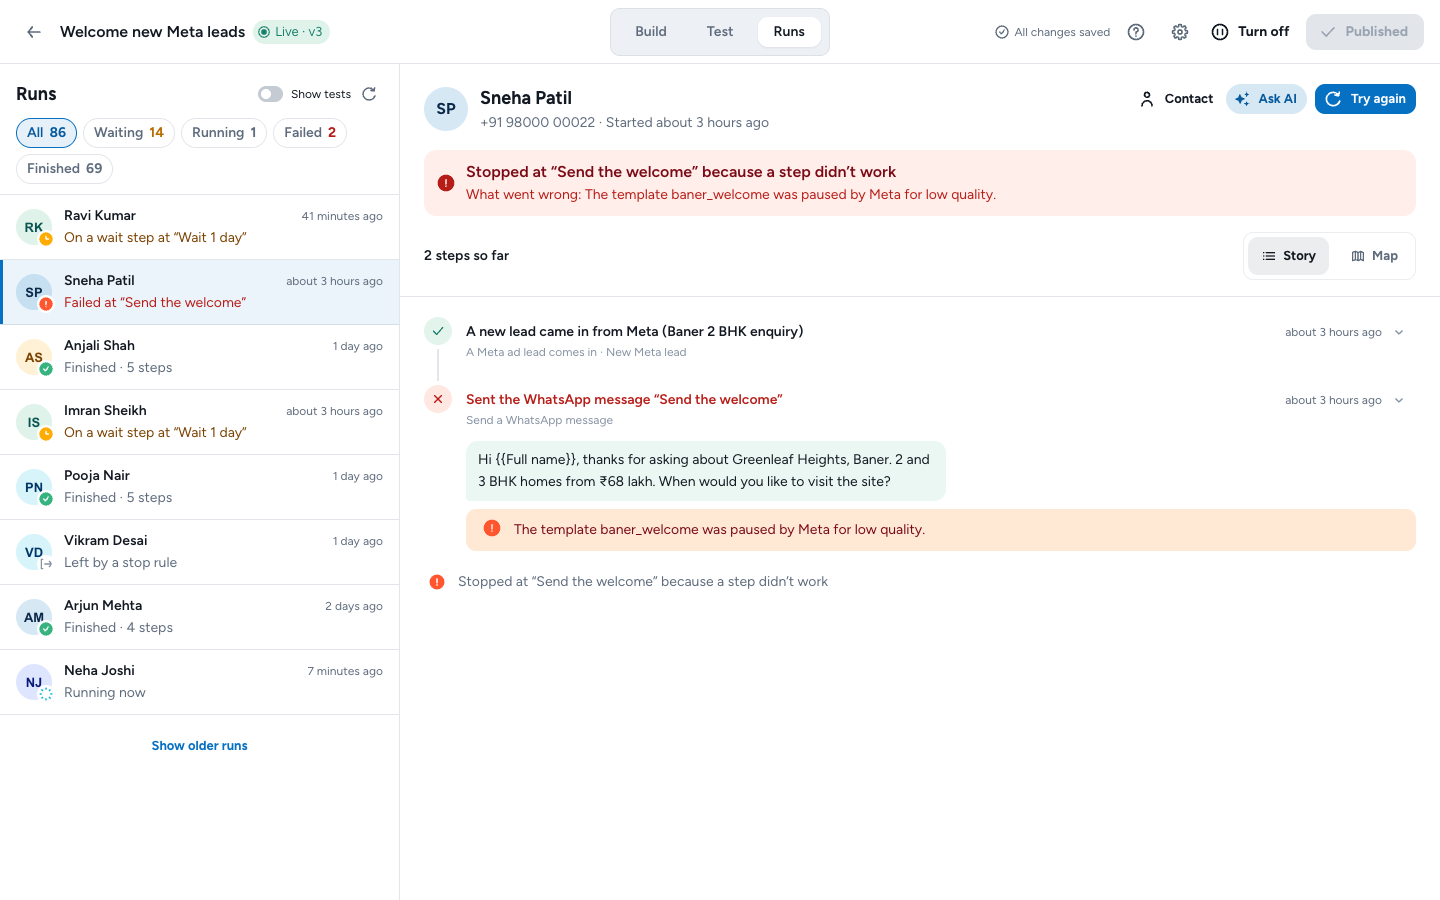 Welcome new Meta leads
Live · v3
Build
Test
Runs
All changes saved
Turn off
Published
Runs
Show tests
All 86
Waiting 14
Running 1
Failed 2
Finished 69
RK
Ravi Kumar
41 minutes ago
On a wait step at “Wait 1 day”
SP
Sneha Patil
about 3 hours ago
Failed at “Send the welcome”
AS
Anjali Shah
1 day ago
Finished · 5 steps
IS
Imran Sheikh
about 3 hours ago
On a wait step at “Wait 1 day”
PN
Pooja Nair
1 day ago
Finished · 5 steps
VD
Vikram Desai
1 day ago
Left by a stop rule
AM
Arjun Mehta
2 days ago
Finished · 4 steps
NJ
Neha Joshi
7 minutes ago
Running now
Show older runs
SP
Sneha Patil
+91 98000 00022 · Started about 3 hours ago
Contact
Ask AI
Try again
Stopped at “Send the welcome” because a step didn’t work
What went wrong: The template baner_welcome was paused by Meta for low quality.
2 steps so far
Story
Map
A new lead came in from Meta (Baner 2 BHK enquiry)
about 3 hours ago
A Meta ad lead comes in · New Meta lead
Sent the WhatsApp message “Send the welcome”
about 3 hours ago
Send a WhatsApp message
Hi {{Full name}}, thanks for asking about Greenleaf Heights, Baner. 2 and
3 BHK homes from ₹68 lakh. When would you like to visit the site?
The template baner_welcome was paused by Meta for low quality.
Stopped at “Send the welcome” because a step didn’t work